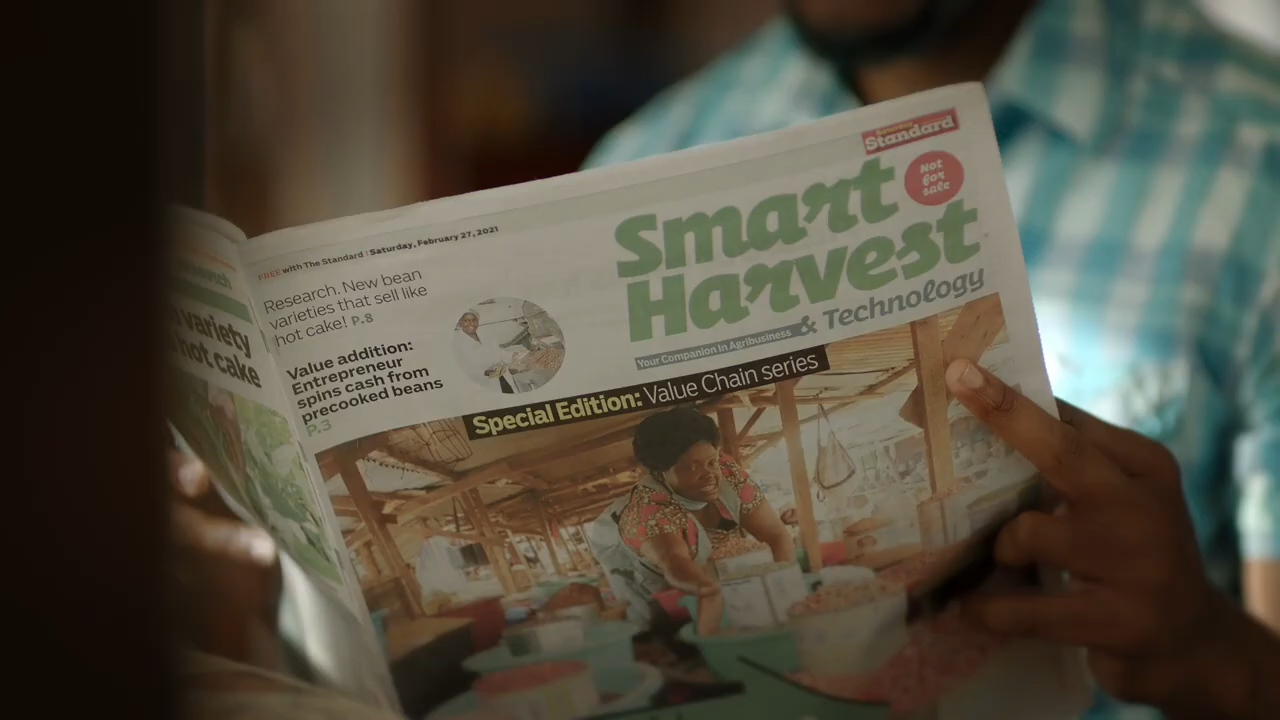 Saturday
Standard
Not
for
sale
FREE with The Standard | Saturday, February 27, 2021
Smart
Harvest
& Technology
Your Companion In Agribusiness
Research. New bean
varieties that sell like
hot cake! P.8
Value addition:
Entrepreneur
spins cash from
precooked beans
P.3
Special Edition: Value Chain series
variety
hot cake